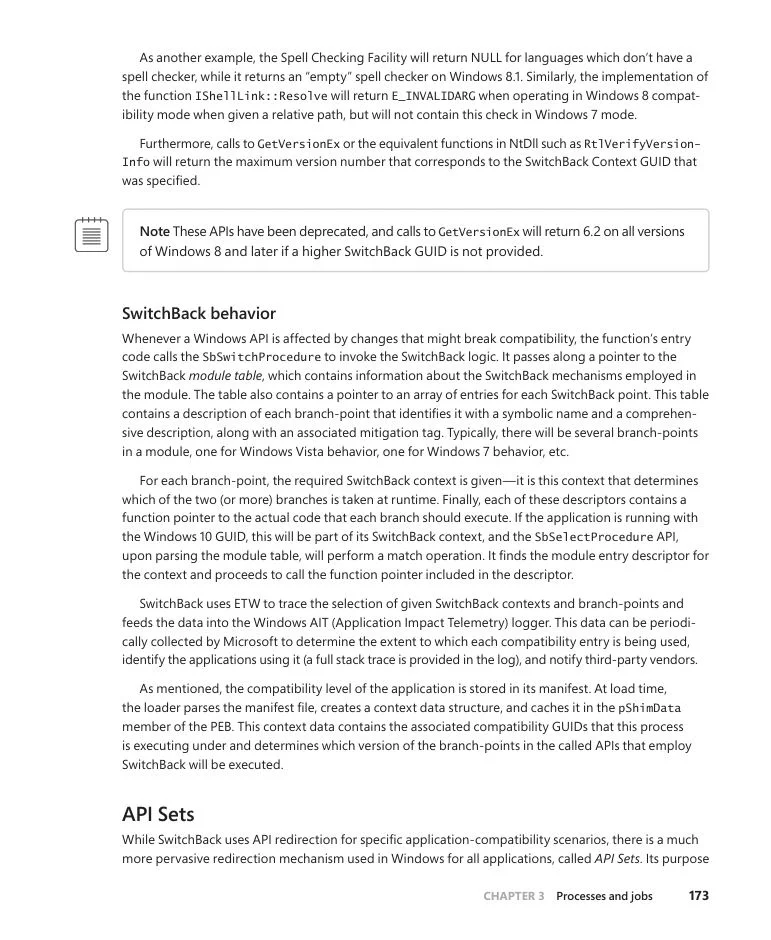 As another example, the Spell Checking Facility will return NULL for languages which don’t have a
spell checker, while it returns an “empty” spell checker on Windows 8.1. Similarly, the implementation of
the function IShellLink::Resolve will return E_INVALIDARG when operating in Windows 8 compat-
ibility mode when given a relative path, but will not contain this check in Windows 7 mode.
Furthermore, calls to GetVersionEx or the equivalent functions in NtDll such as RtlVerifyVersion-
Info will return the maximum version number that corresponds to the SwitchBack Context GUID that
was specified.
Note These APIs have been deprecated, and calls to GetVersionEx will return 6.2 on all versions
of Windows 8 and later if a higher SwitchBack GUID is not provided.
SwitchBack behavior
Whenever a Windows API is affected by changes that might break compatibility, the function’s entry
code calls the SbSwitchProcedure to invoke the SwitchBack logic. It passes along a pointer to the
SwitchBack module table, which contains information about the SwitchBack mechanisms employed in
the module. The table also contains a pointer to an array of entries for each SwitchBack point. This table
contains a description of each branch-point that identifies it with a symbolic name and a comprehen-
sive description, along with an associated mitigation tag. Typically, there will be several branch-points
in a module, one for Windows Vista behavior, one for Windows 7 behavior, etc.
For each branch-point, the required SwitchBack context is given—it is this context that determines
which of the two (or more) branches is taken at runtime. Finally, each of these descriptors contains a
function pointer to the actual code that each branch should execute. If the application is running with
the Windows 10 GUID, this will be part of its SwitchBack context, and the SbSelectProcedure API,
upon parsing the module table, will perform a match operation. It finds the module entry descriptor for
the context and proceeds to call the function pointer included in the descriptor.
SwitchBack uses ETW to trace the selection of given SwitchBack contexts and branch-points and
feeds the data into the Windows AIT (Application Impact Telemetry) logger. This data can be periodi-
cally collected by Microsoft to determine the extent to which each compatibility entry is being used,
identify the applications using it (a full stack trace is provided in the log), and notify third-party vendors.
As mentioned, the compatibility level of the application is stored in its manifest. At load time,
the loader parses the manifest file, creates a context data structure, and caches it in the pShimData
member of the PEB. This context data contains the associated compatibility GUIDs that this process
is executing under and determines which version of the branch-points in the called APIs that employ
SwitchBack will be executed.
API Sets
While SwitchBack uses API redirection for specific application-compatibility scenarios, there is a much
more pervasive redirection mechanism used in Windows for all applications, called API Sets. Its purpose
CHAPTER 3 Processes and jobs 173